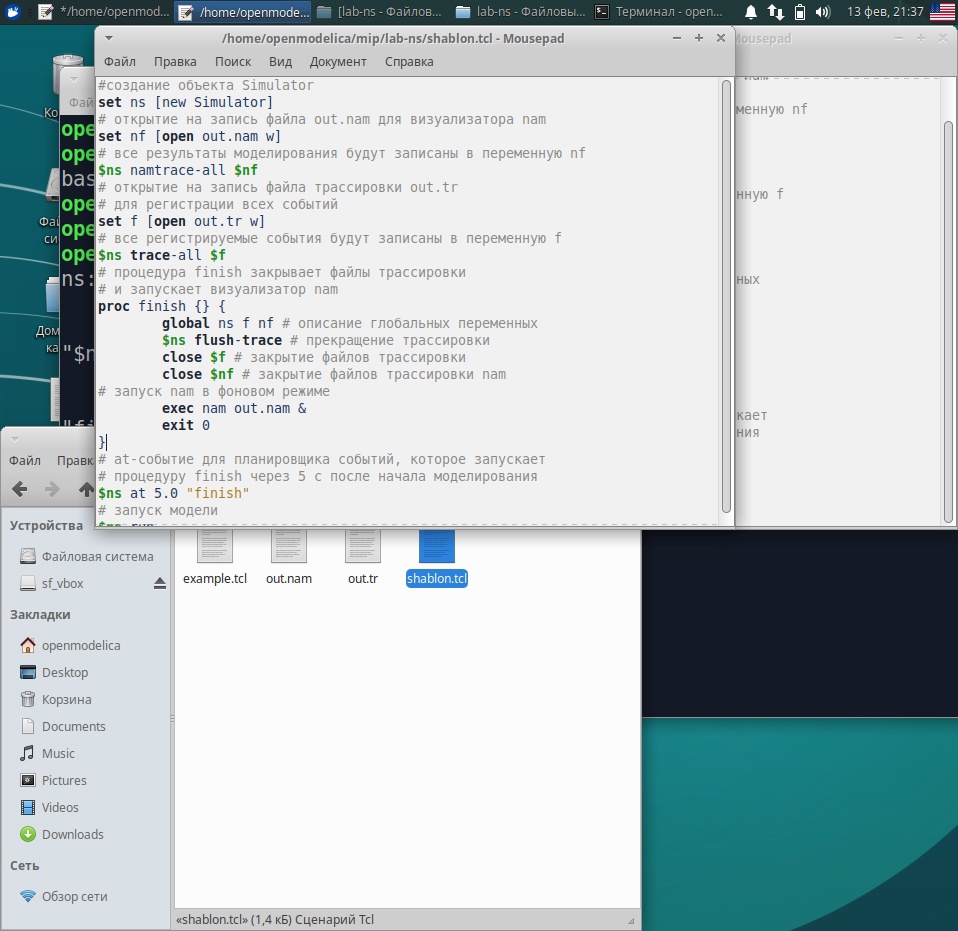 */home/openmod...
/home/openmode...
[lab-ns - Файлов...
lab-ns - Файловы...
Терминал - open...
13 фев, 21:37
/home/openmodelica/mip/lab-ns/shablon.tcl - Mousepad
Файл Правка Поиск Вид Документ Справка
#создание объекта Simulator
set ns [new Simulator]
# открытие на запись файла out.nam для визуализатора nam
set nf [open out.nam w]
# все результаты моделирования будут записаны в переменную nf
$ns namtrace-all $nf
# открытие на запись файла трассировки out.tr
# для регистрации всех событий
set f [open out.tr w]
# все регистрируемые события будут записаны в переменную f
$ns trace-all $f
# процедура finish закрывает файлы трассировки
# и запускает визуализатор nam
proc finish {} {
        global ns f nf # описание глобальных переменных
        $ns flush-trace # прекращение трассировки
        close $f # закрытие файлов трассировки
        close $nf # закрытие файлов трассировки nam
# запуск nam в фоновом режиме
        exec nam out.nam &
        exit 0
}
# at-событие для планировщика событий, которое запускает
# процедуру finish через 5 с после начала моделирования
$ns at 5.0 "finish"
# запуск модели
$ns run
менную nf
нную f
ных
кает
ния
ope
ope
bas
ope
ope
ope
ns:
"$n
Файл Правк
Устройства
Файловая система
sf_vbox
Закладки
openmodelica
Desktop
Корзина
Documents
Music
Pictures
Videos
Downloads
Сеть
Обзор сети
example.tcl
out.nam
out.tr
shablon.tcl
«shablon.tcl» (1,4 кБ) Сценарий Tcl